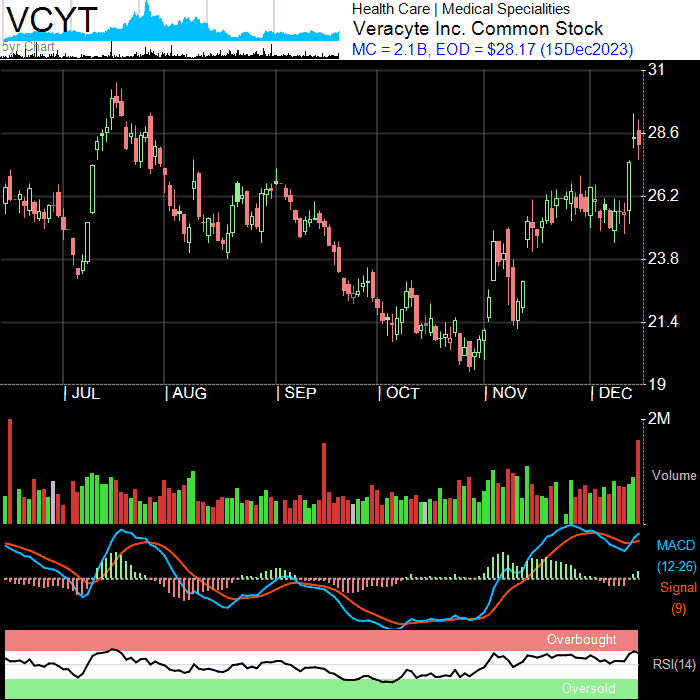 VCYT
5yr Chart
Health Care | Medical Specialities
Veracyte Inc. Common Stock
MC = 2.1B, EOD = $28.17 (15Dec2023)
31
28.6
26.2
23.8
21.4
19
| JUL | AUG | SEP | OCT | NOV | DEC
2M
Volume
MACD
(12-26)
Signal
(9)
Overbought
RSI(14)
Oversold